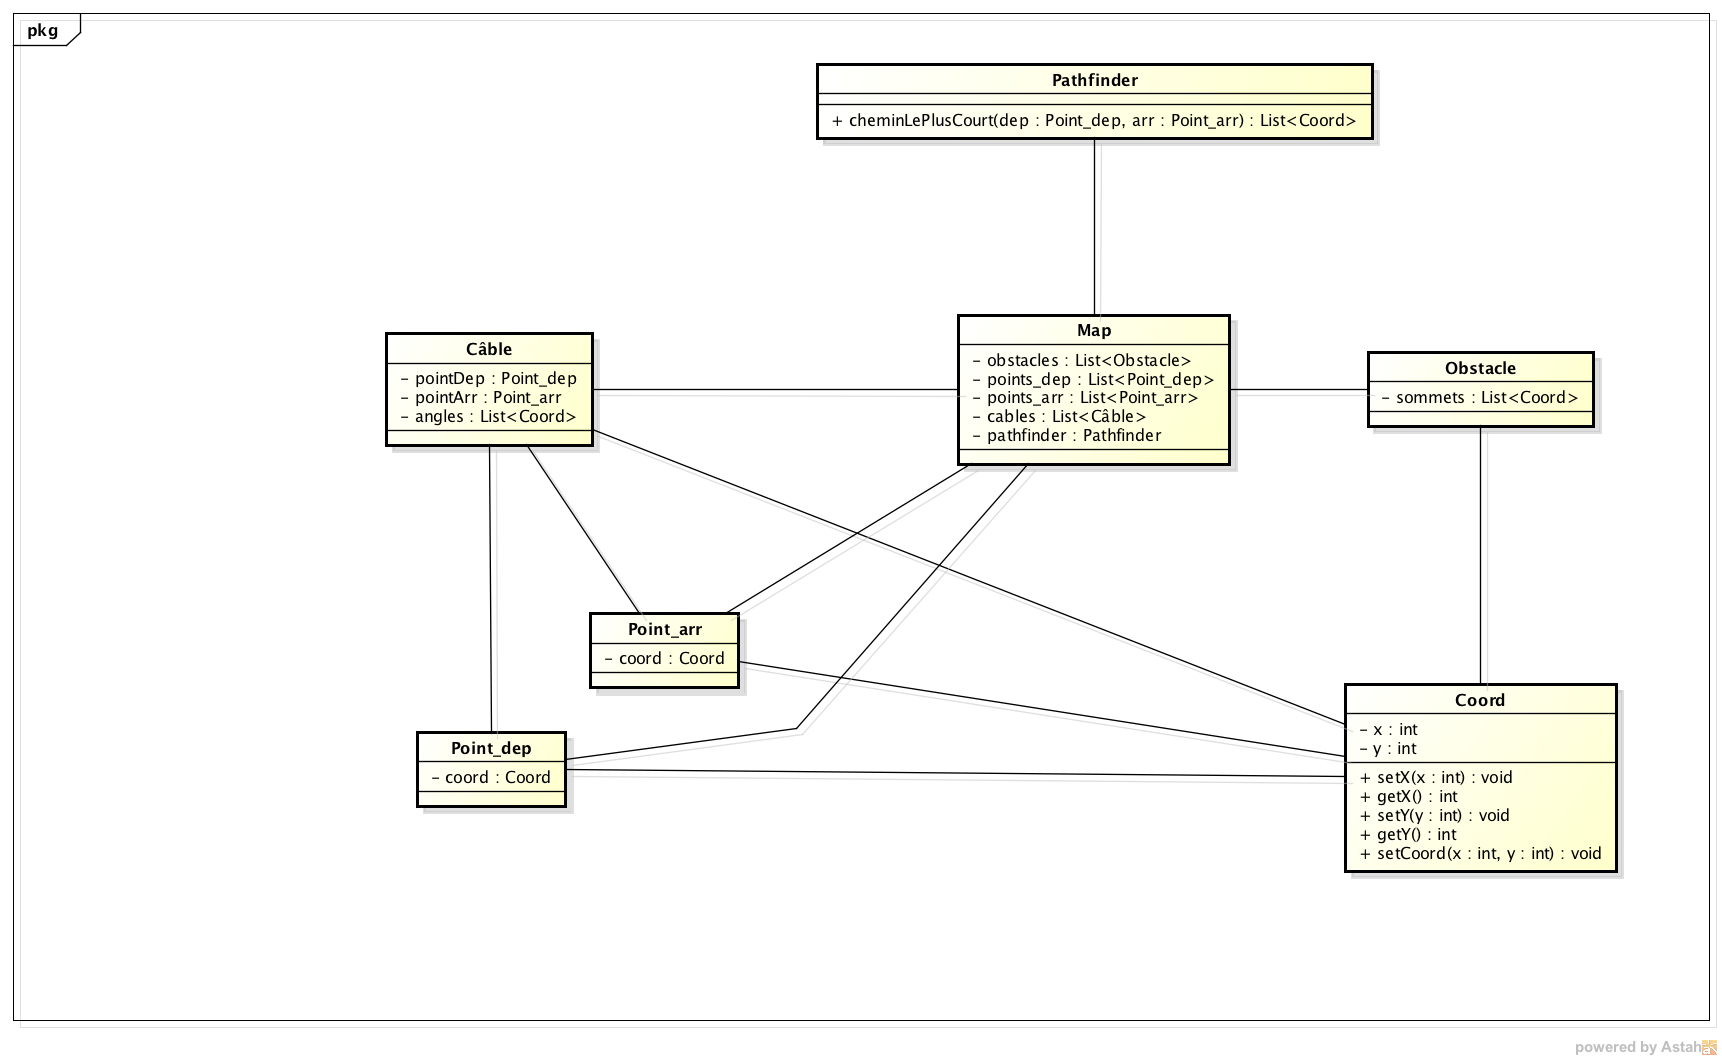 pkg
Pathfinder
+ cheminLePlusCourt(dep : Point_dep, arr : Point_arr) : List<Coord>
Map
- obstacles : List<Obstacle>
- points_dep : List<Point_dep>
- points_arr : List<Point_arr>
- cables : List<Câble>
- pathfinder : Pathfinder
Câble
- pointDep : Point_dep
- pointArr : Point_arr
- angles : List<Coord>
Obstacle
- sommets : List<Coord>
Point_arr
- coord : Coord
Point_dep
- coord : Coord
Coord
- x : int
- y : int
+ setX(x : int) : void
+ getX() : int
+ setY(y : int) : void
+ getY() : int
+ setCoord(x : int, y : int) : void
powered by Astah